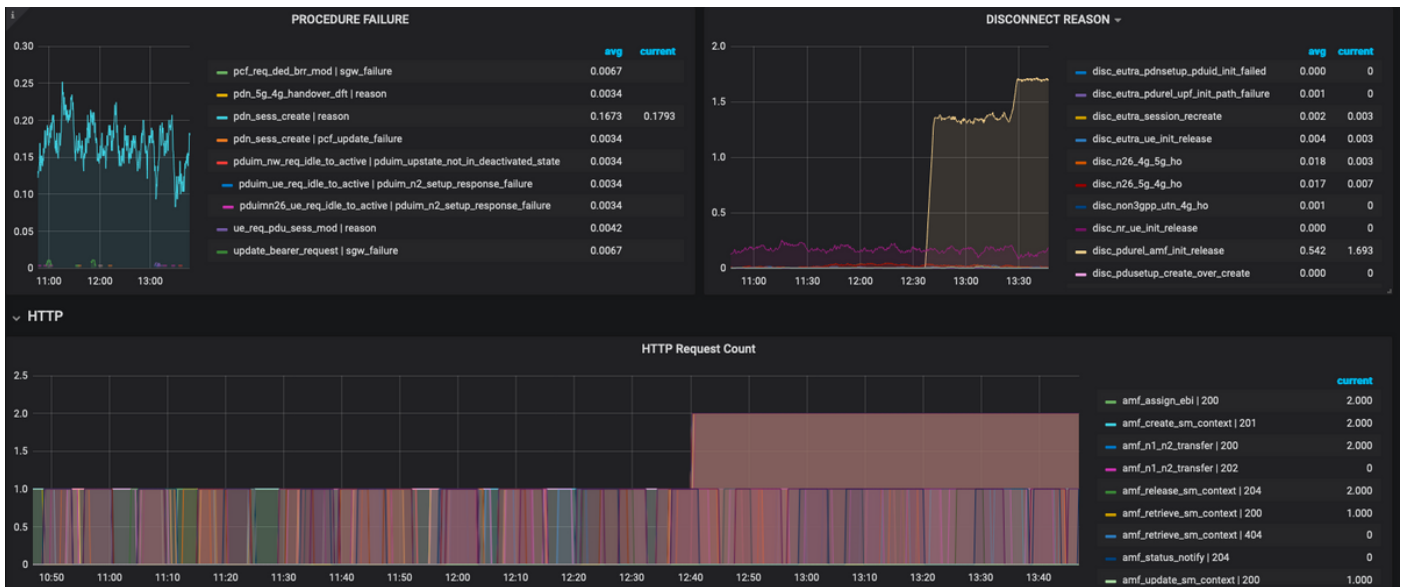 i
PROCEDURE FAILURE
0.30
0.25
0.20
0.15
0.10
0.05
0
11:00 12:00 13:00
avg current
pcf_req_ded_brr_mod | sgw_failure 0.0067
pdn_5g_4g_handover_dft | reason 0.0034
pdn_sess_create | reason 0.1673 0.1793
pdn_sess_create | pcf_update_failure 0.0034
pduim_nw_req_idle_to_active | pduim_upstate_not_in_deactivated_state 0.0034
pduim_ue_req_idle_to_active | pduim_n2_setup_response_failure 0.0034
pduimn26_ue_req_idle_to_active | pduim_n2_setup_response_failure 0.0034
ue_req_pdu_sess_mod | reason 0.0042
update_bearer_request | sgw_failure 0.0067
DISCONNECT REASON
2.0
1.5
1.0
0.5
0
11:00 11:30 12:00 12:30 13:00 13:30
avg current
disc_eutra_pdnsetup_pduid_init_failed 0.000 0
disc_eutra_pdurel_upf_init_path_failure 0.001 0
disc_eutra_session_recreate 0.002 0.003
disc_eutra_ue_init_release 0.004 0.003
disc_n26_4g_5g_ho 0.018 0.003
disc_n26_5g_4g_ho 0.017 0.007
disc_non3gpp_utn_4g_ho 0.001 0
disc_nr_ue_init_release 0.000 0
disc_pdurel_amf_init_release 0.542 1.693
disc_pdusetup_create_over_create 0.000 0
HTTP
HTTP Request Count
2.5
2.0
1.5
1.0
0.5
0
10:50 11:00 11:10 11:20 11:30 11:40 11:50 12:00 12:10 12:20 12:30 12:40 12:50 13:00 13:10 13:20 13:30 13:40
current
amf_assign_ebi | 200 2.000
amf_create_sm_context | 201 2.000
amf_n1_n2_transfer | 200 2.000
amf_n1_n2_transfer | 202 0
amf_release_sm_context | 204 2.000
amf_retrieve_sm_context | 200 1.000
amf_retrieve_sm_context | 404 0
amf_status_notify | 204 0
amf_update_sm_context | 200 1.000